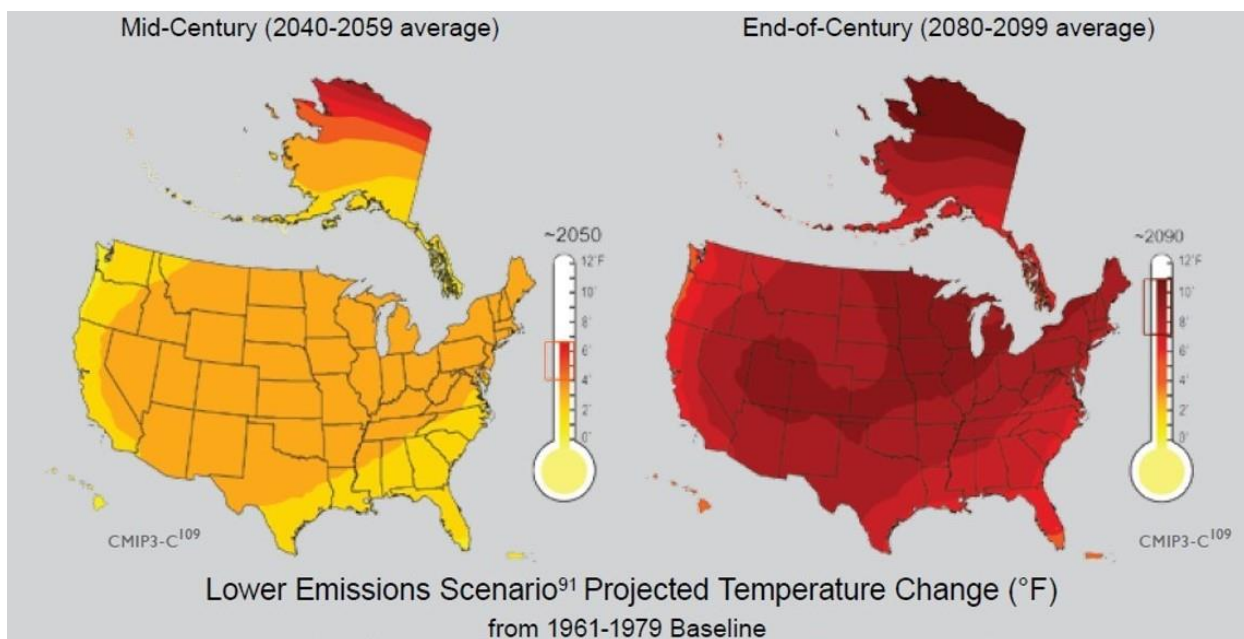 Mid-Century (2040-2059 average)
End-of-Century (2080-2099 average)
~2050
12°F
10°
8°
6°
4°
2°
0°
~2090
12°F
10°
8°
6°
4°
2°
0°
CMIP3-C109
CMIP3-C109
Lower Emissions Scenario91 Projected Temperature Change (°F)
from 1961-1979 Baseline